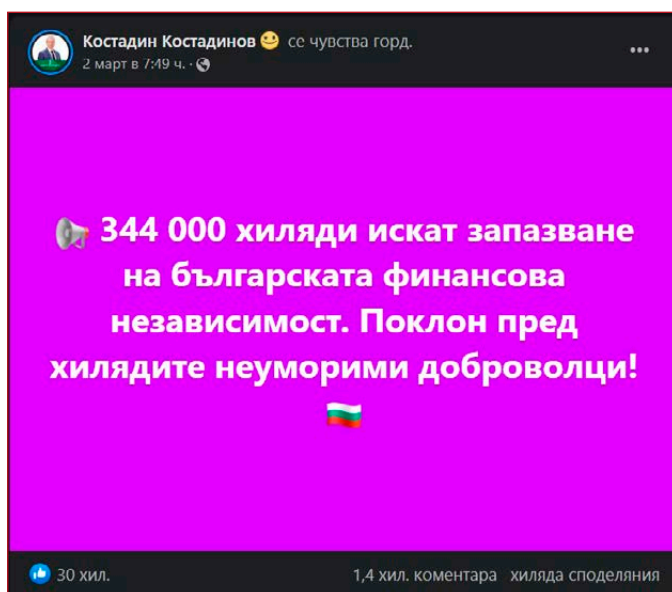 Костадин Костадинов се чувства горд.
2 март в 7:49 ч. ·
344 000 хиляди искат запазване
на българската финансова
независимост. Поклон пред
хилядите неуморими доброволци!
30 хил.
1,4 хил. коментара хиляда споделяния